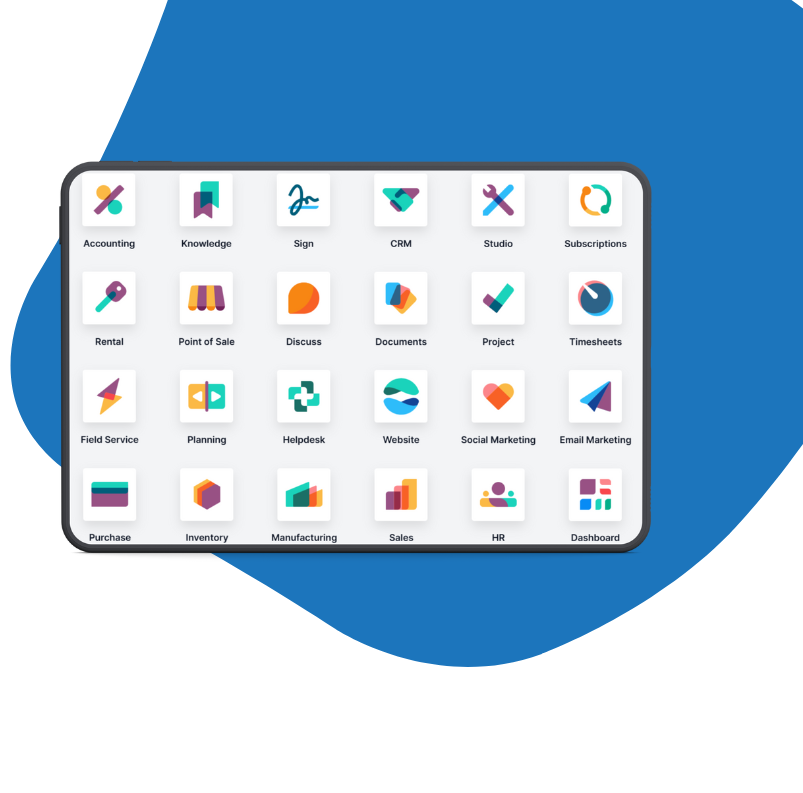 Accounting Knowledge Sign CRM Studio Subscriptions
Rental Point of Sale Discuss Documents Project Timesheets
Field Service Planning Helpdesk Website Social Marketing Email Marketing
Purchase Inventory Manufacturing Sales HR Dashboard